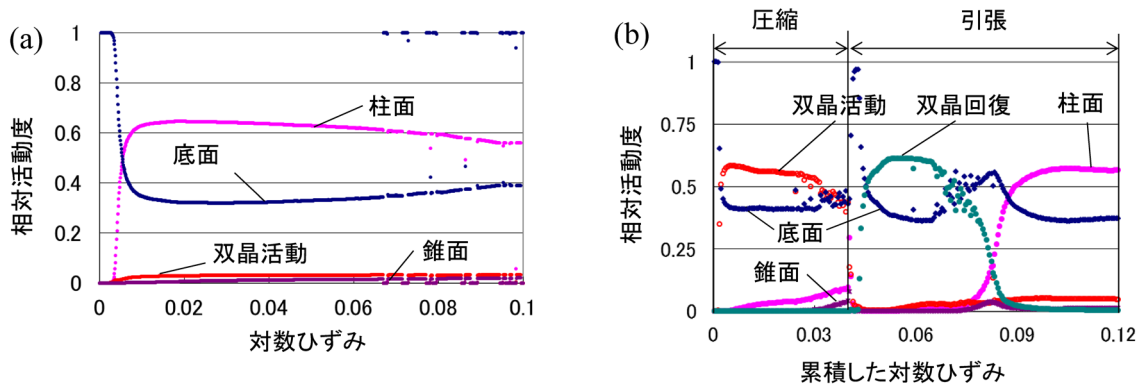 (a)
1
0.8
0.6
0.4
0.2
0
相対活動度
柱面
底面
双晶活動
錐面
0
0.02
0.04
0.06
0.08
0.1
対数ひずみ
(b)
圧縮
引張
1
0.75
0.5
0.25
0
相対活動度
双晶活動
双晶回復
柱面
底面
錐面
0
0.03
0.06
0.09
0.12
累積した対数ひずみ